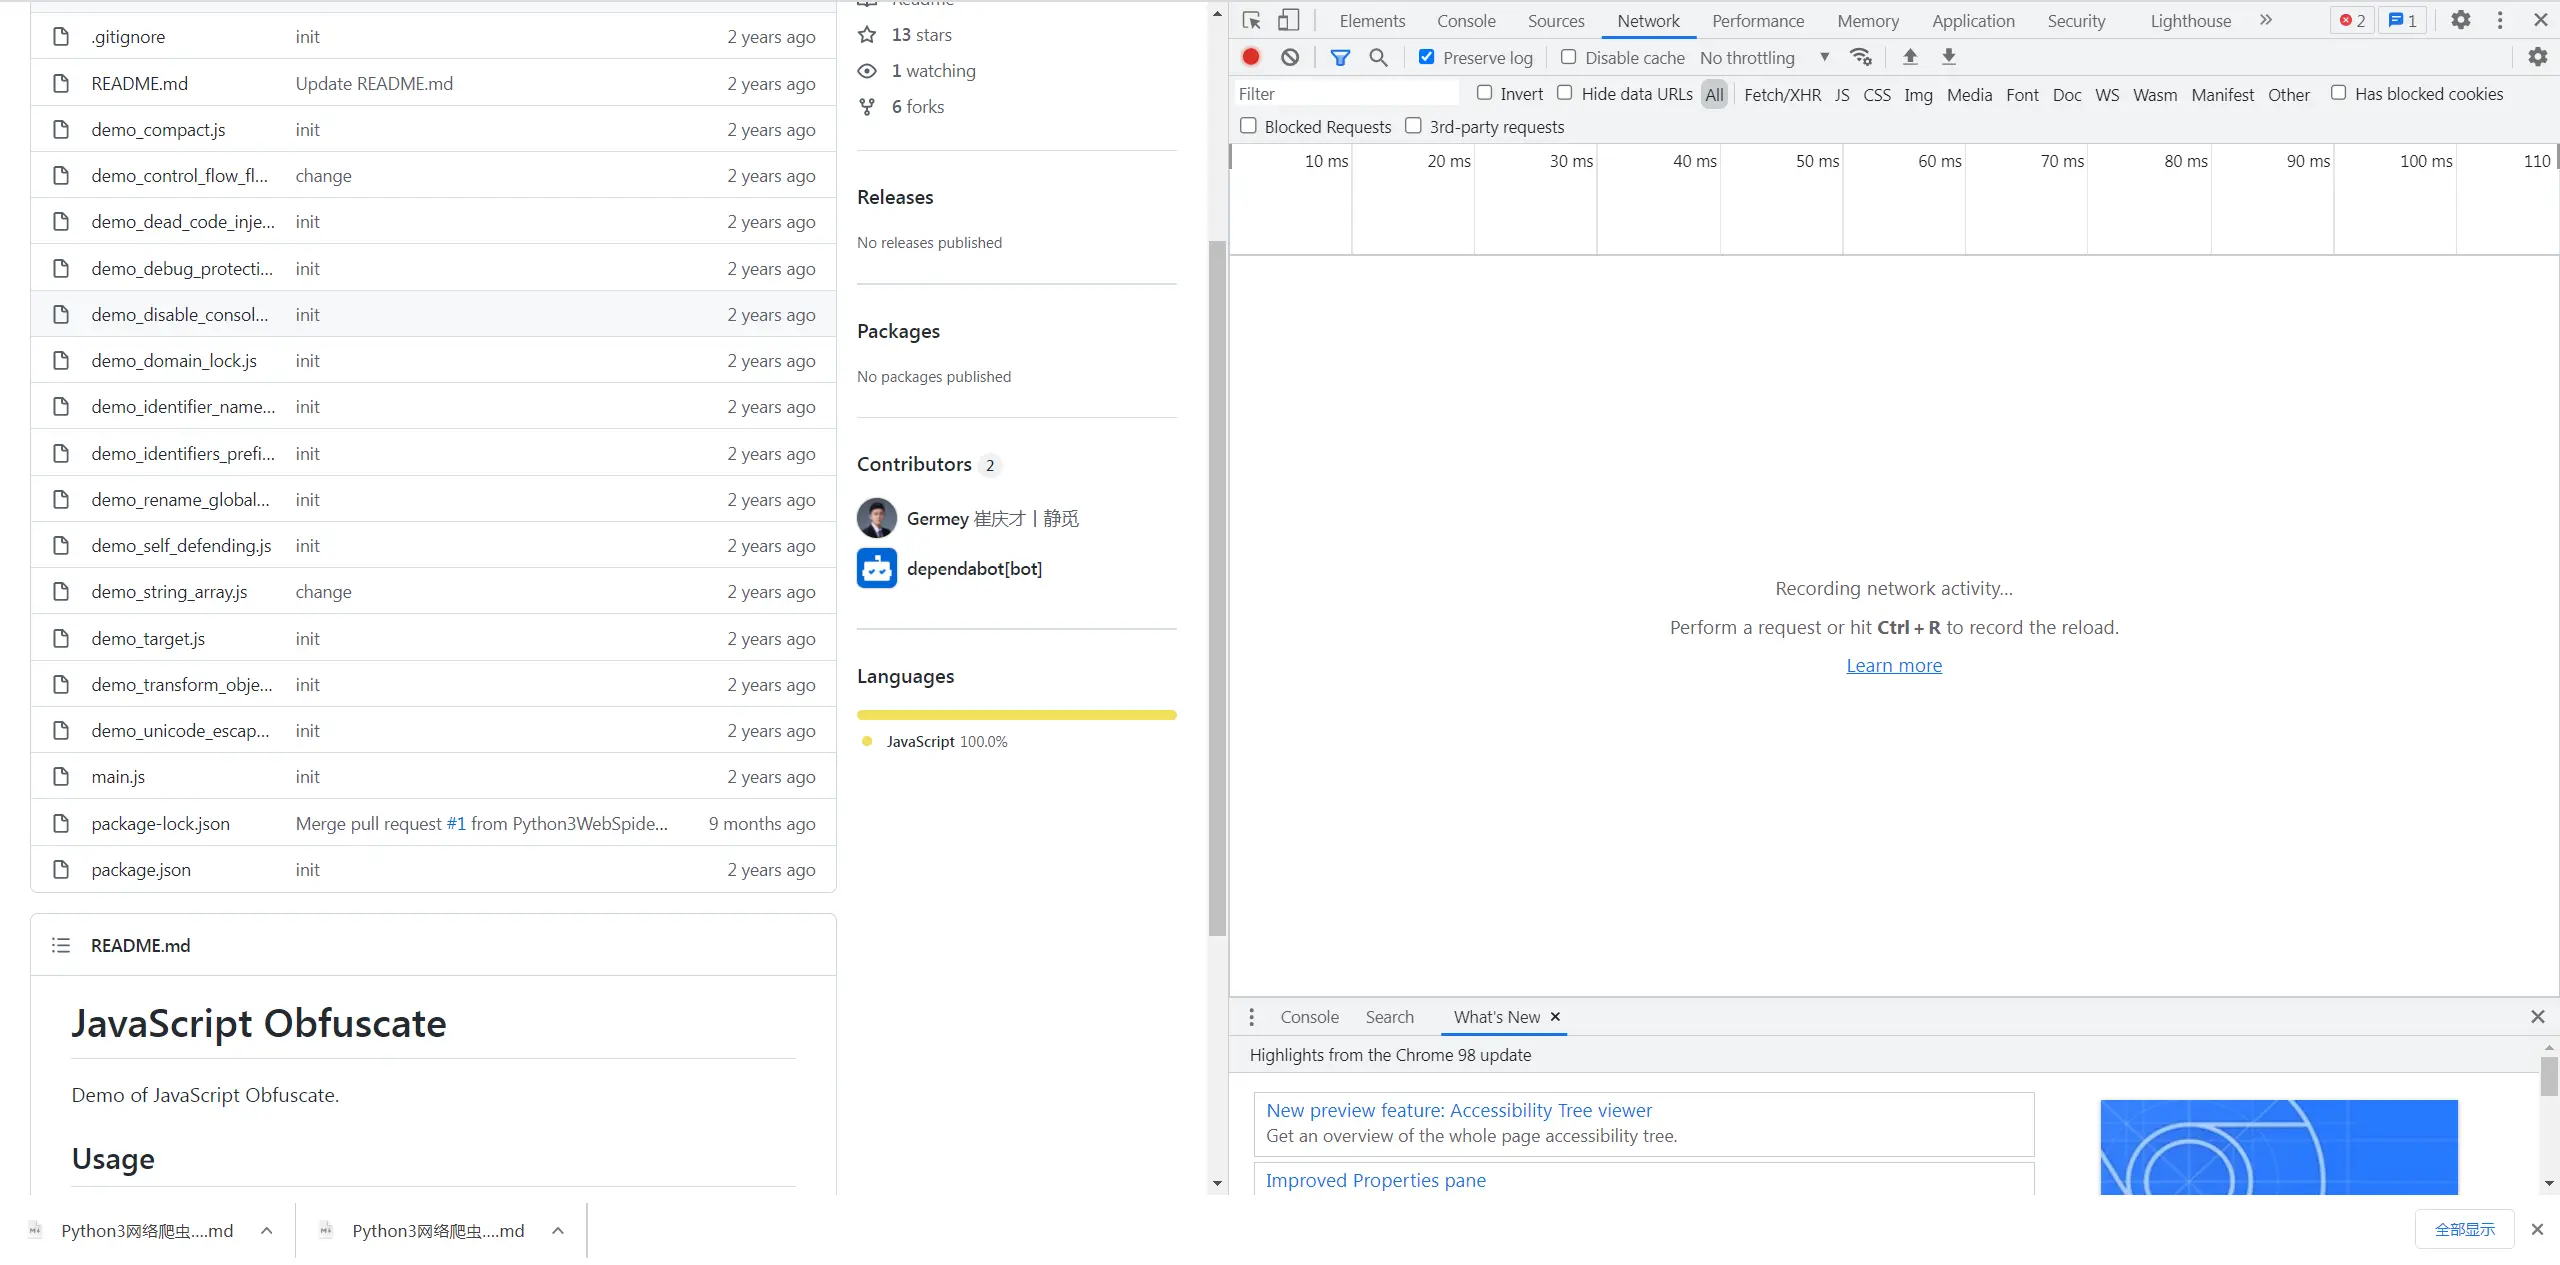 Readme
.gitignore init 2 years ago
README.md Update README.md 2 years ago
demo_compact.js init 2 years ago
demo_control_flow_fl... change 2 years ago
demo_dead_code_inje... init 2 years ago
demo_debug_protecti... init 2 years ago
demo_disable_consol... init 2 years ago
demo_domain_lock.js init 2 years ago
demo_identifier_name... init 2 years ago
demo_identifiers_prefi... init 2 years ago
demo_rename_global... init 2 years ago
demo_self_defending.js init 2 years ago
demo_string_array.js change 2 years ago
demo_target.js init 2 years ago
demo_transform_obje... init 2 years ago
demo_unicode_escap... init 2 years ago
main.js init 2 years ago
package-lock.json Merge pull request #1 from Python3WebSpide... 9 months ago
package.json init 2 years ago
README.md
JavaScript Obfuscate
Demo of JavaScript Obfuscate.
Usage
13 stars
1 watching
6 forks
Releases
No releases published
Packages
No packages published
Contributors 2
Germey 崔庆才丨静觅
dependabot[bot]
Languages
JavaScript 100.0%
Elements Console Sources Network Performance Memory Application Security Lighthouse 2 1
Preserve log Disable cache No throttling
Filter Invert Hide data URLs All Fetch/XHR JS CSS Img Media Font Doc WS Wasm Manifest Other Has blocked cookies
Blocked Requests 3rd-party requests
10 ms 20 ms 30 ms 40 ms 50 ms 60 ms 70 ms 80 ms 90 ms 100 ms 110
Recording network activity...
Perform a request or hit Ctrl + R to record the reload.
Learn more
Console Search What's New
Highlights from the Chrome 98 update
New preview feature: Accessibility Tree viewer
Get an overview of the whole page accessibility tree.
Improved Properties pane
Python3网络爬虫....md Python3网络爬虫....md 全部显示